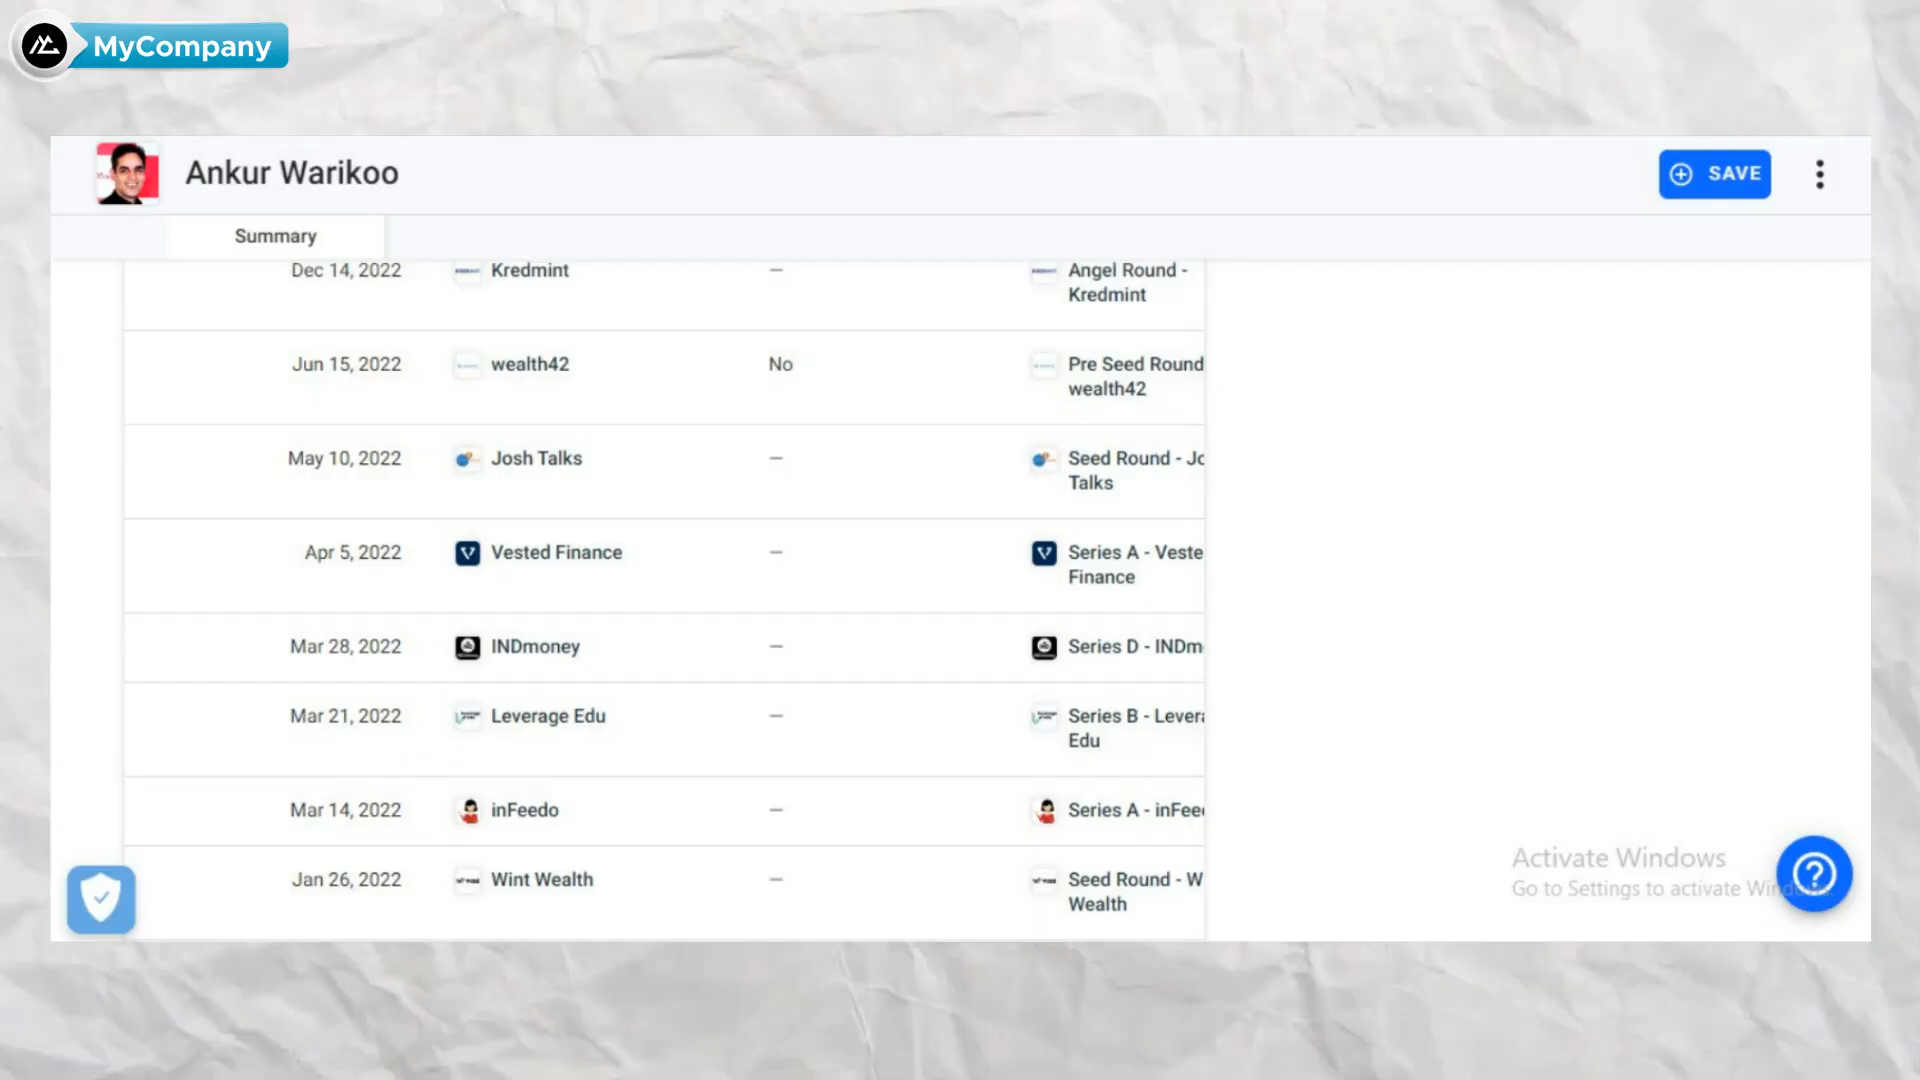 MyCompany
Ankur Warikoo
SAVE
Summary
Dec 14, 2022 Kredmint — Angel Round -
Kredmint
Jun 15, 2022 wealth42 No Pre Seed Round
wealth42
May 10, 2022 Josh Talks — Seed Round - Jo
Talks
Apr 5, 2022 Vested Finance — Series A - Veste
Finance
Mar 28, 2022 INDmoney — Series D - INDm
Mar 21, 2022 Leverage Edu — Series B - Levera
Edu
Mar 14, 2022 inFeedo — Series A - inFee
Jan 26, 2022 Wint Wealth — Seed Round - W
Wealth
Activate Windows
Go to Settings to activate Windows